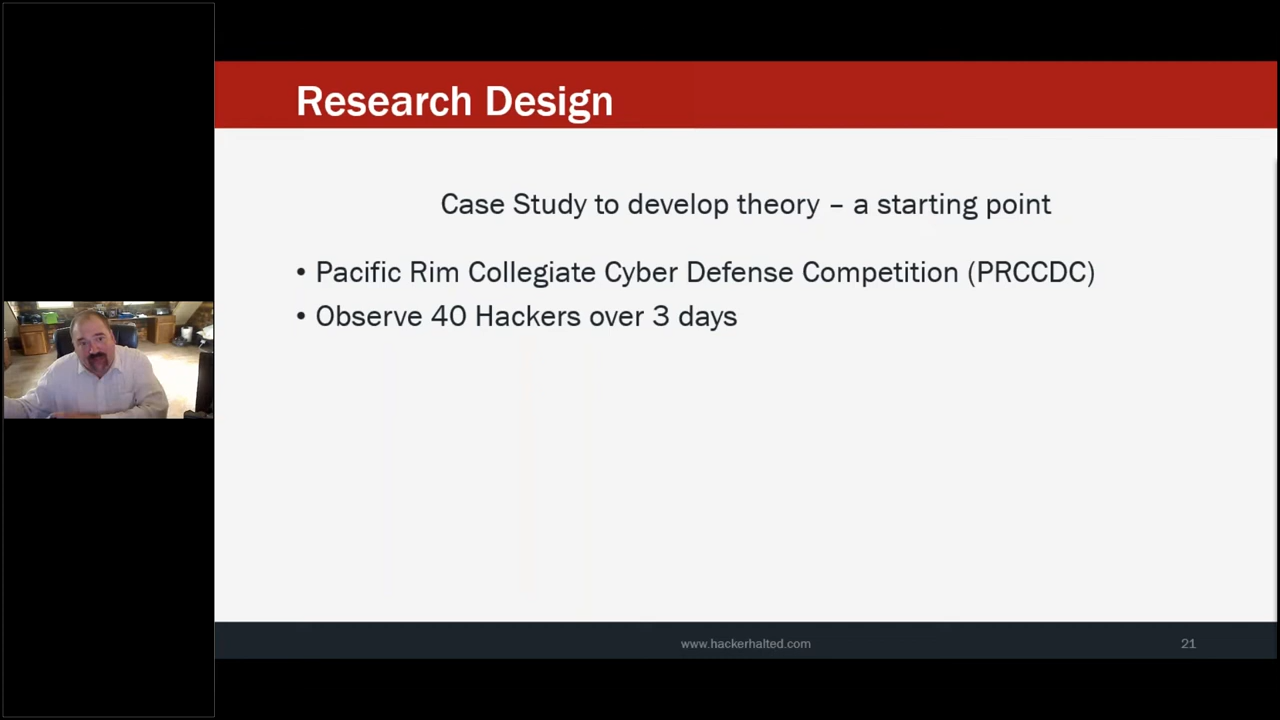 Research Design
Case Study to develop theory – a starting point
• Pacific Rim Collegiate Cyber Defense Competition (PRCCDC)
• Observe 40 Hackers over 3 days
www.hackerhalted.com
21